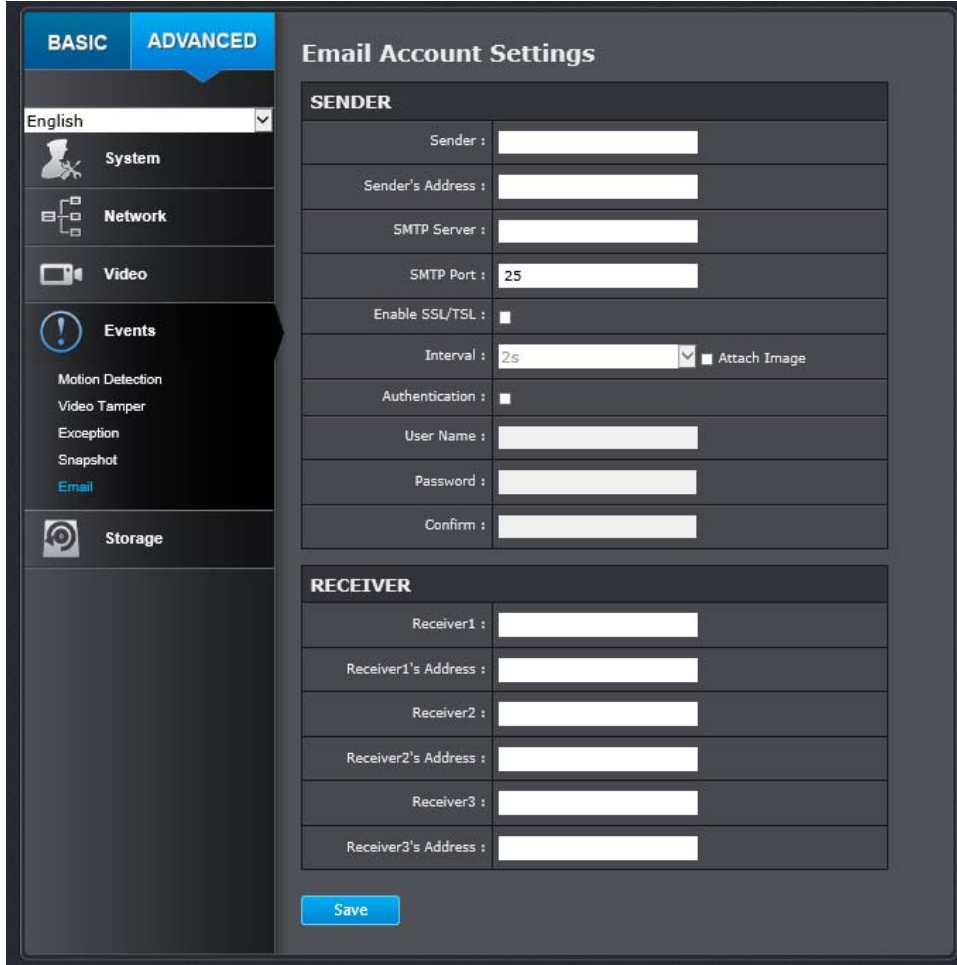 BASIC
ADVANCED
English
System
Network
Video
Events
Motion Detection
Video Tamper
Exception
Snapshot
Email
Storage
Email Account Settings
SENDER
Sender :
Sender's Address :
SMTP Server :
SMTP Port : 25
Enable SSL/TSL :
Interval : 2s Attach Image
Authentication :
User Name :
Password :
Confirm :
RECEIVER
Receiver1 :
Receiver1's Address :
Receiver2 :
Receiver2's Address :
Receiver3 :
Receiver3's Address :
Save